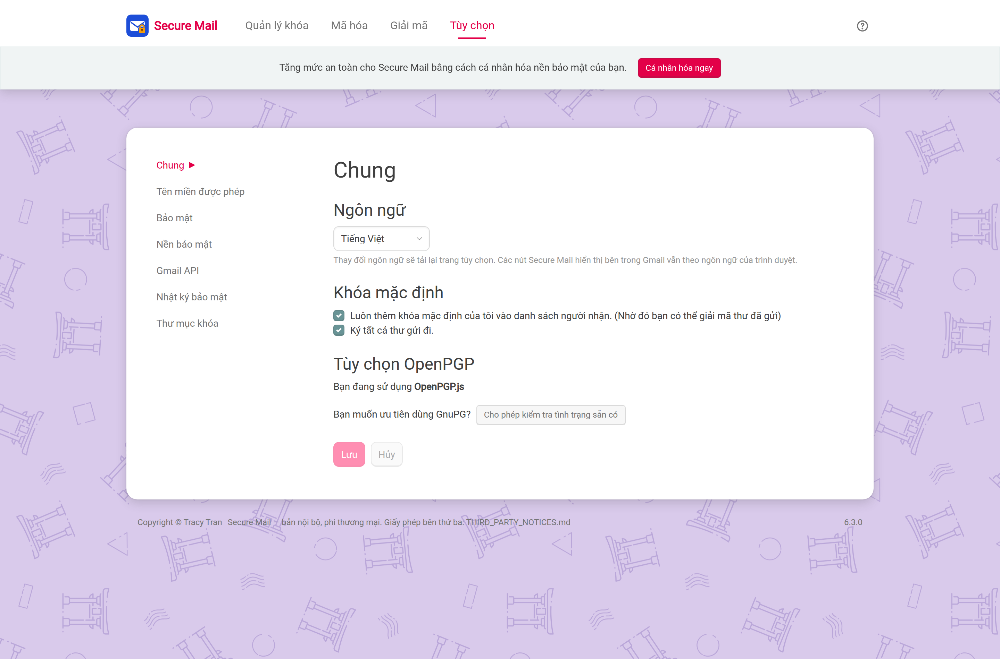 Secure Mail
Quản lý khóa
Mã hóa
Giải mã
Tùy chọn
Tăng mức an toàn cho Secure Mail bằng cách cá nhân hóa nền bảo mật của bạn.
Cá nhân hóa ngay
Chung
Tên miền được phép
Bảo mật
Nền bảo mật
Gmail API
Nhật ký bảo mật
Thư mục khóa
Chung
Ngôn ngữ
Tiếng Việt
Thay đổi ngôn ngữ sẽ tải lại trang tùy chọn. Các nút Secure Mail hiển thị bên trong Gmail vẫn theo ngôn ngữ của trình duyệt.
Khóa mặc định
Luôn thêm khóa mặc định của tôi vào danh sách người nhận. (Nhờ đó bạn có thể giải mã thư đã gửi)
Ký tất cả thư gửi đi.
Tùy chọn OpenPGP
Bạn đang sử dụng OpenPGP.js
Bạn muốn ưu tiên dùng GnuPG?
Cho phép kiểm tra tình trạng sẵn có
Lưu
Hủy
Copyright © Tracy Tran
Secure Mail — bản nội bộ, phi thương mại. Giấy phép bên thứ ba: THIRD_PARTY_NOTICES.md
6.3.0